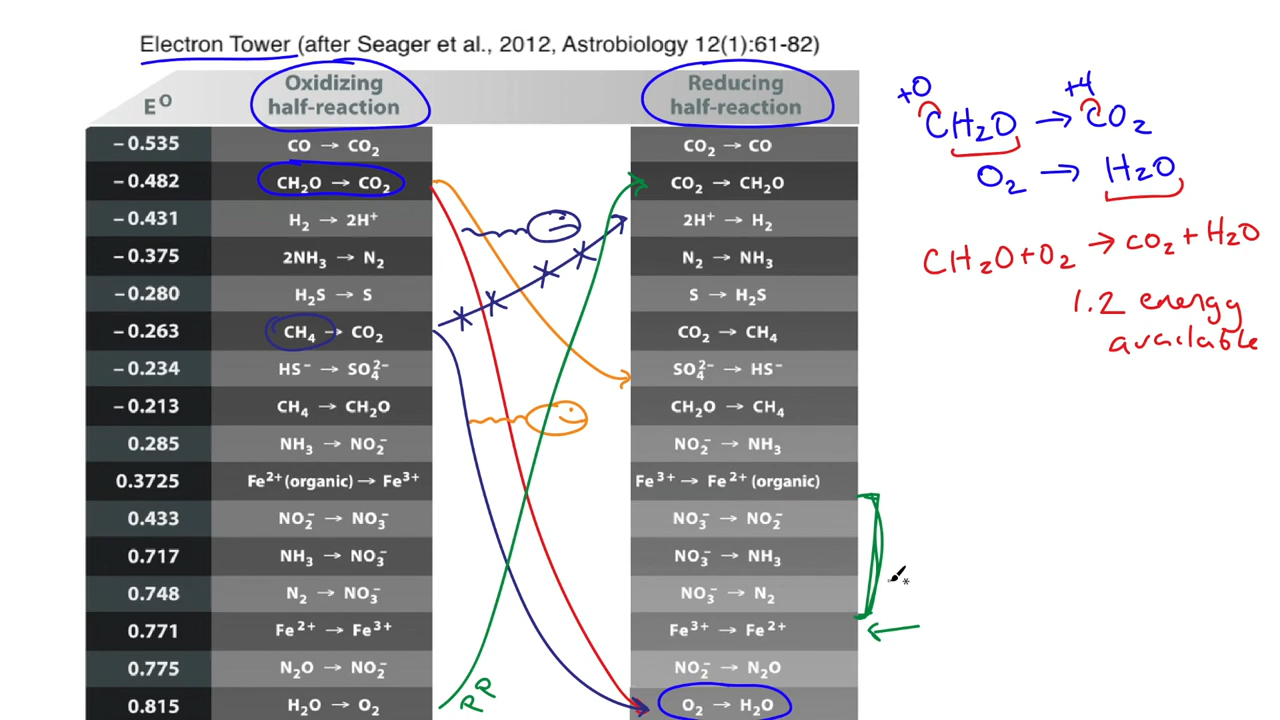 Electron Tower (after Seager et al., 2012, Astrobiology 12(1):61-82)
E⁰ Oxidizing half-reaction Reducing half-reaction
−0.535 CO → CO₂ CO₂ → CO
−0.482 CH₂O → CO₂ CO₂ → CH₂O
−0.431 H₂ → 2H⁺ 2H⁺ → H₂
−0.375 2NH₃ → N₂ N₂ → NH₃
−0.280 H₂S → S S → H₂S
−0.263 CH₄ → CO₂ CO₂ → CH₄
−0.234 HS⁻ → SO₄²⁻ SO₄²⁻ → HS⁻
−0.213 CH₄ → CH₂O CH₂O → CH₄
0.285 NH₃ → NO₂⁻ NO₂⁻ → NH₃
0.3725 Fe²⁺ (organic) → Fe³⁺ Fe³⁺ → Fe²⁺ (organic)
0.433 NO₂⁻ → NO₃⁻ NO₃⁻ → NO₂⁻
0.717 NH₃ → NO₃⁻ NO₃⁻ → NH₃
0.748 N₂ → NO₃⁻ NO₃⁻ → N₂
0.771 Fe²⁺ → Fe³⁺ Fe³⁺ → Fe²⁺
0.775 N₂O → NO₂⁻ NO₂⁻ → N₂O
0.815 H₂O → O₂ O₂ → H₂O
PP
+0 +4
CH₂O → CO₂
O₂ → H₂O
CH₂O + O₂ → CO₂ + H₂O
1.2 energy
available